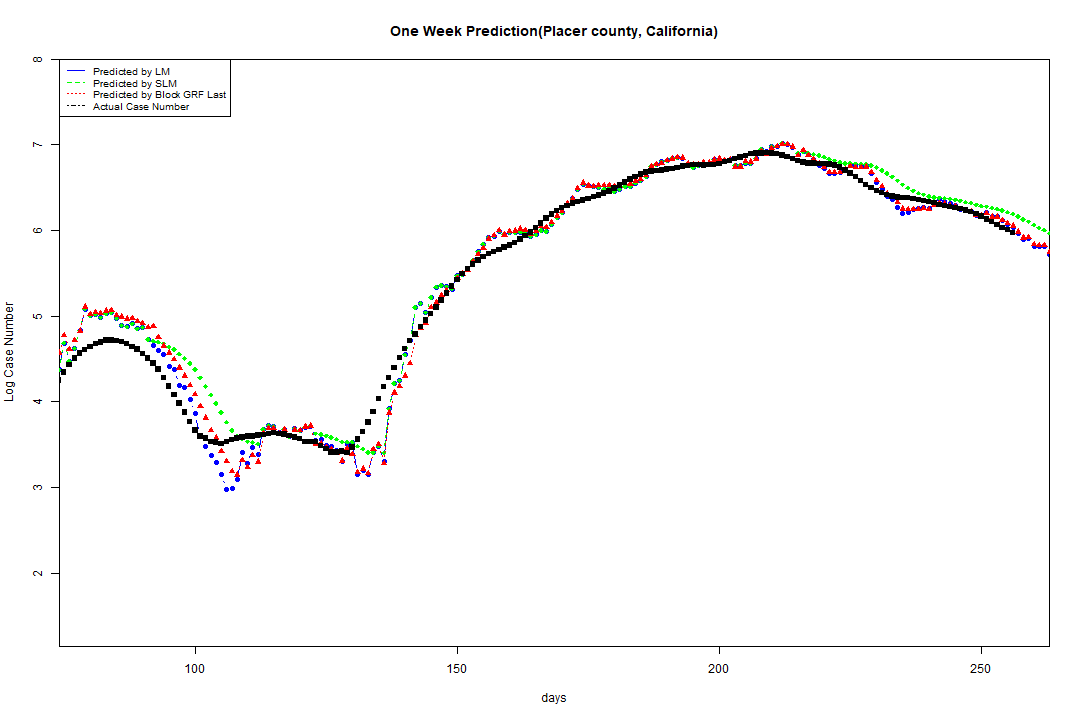 One Week Prediction(Placer county, California)
Predicted by LM
Predicted by SLM
Predicted by Block GRF Last
Actual Case Number
8
7
6
5
4
3
2
Log Case Number
100 150 200 250
days